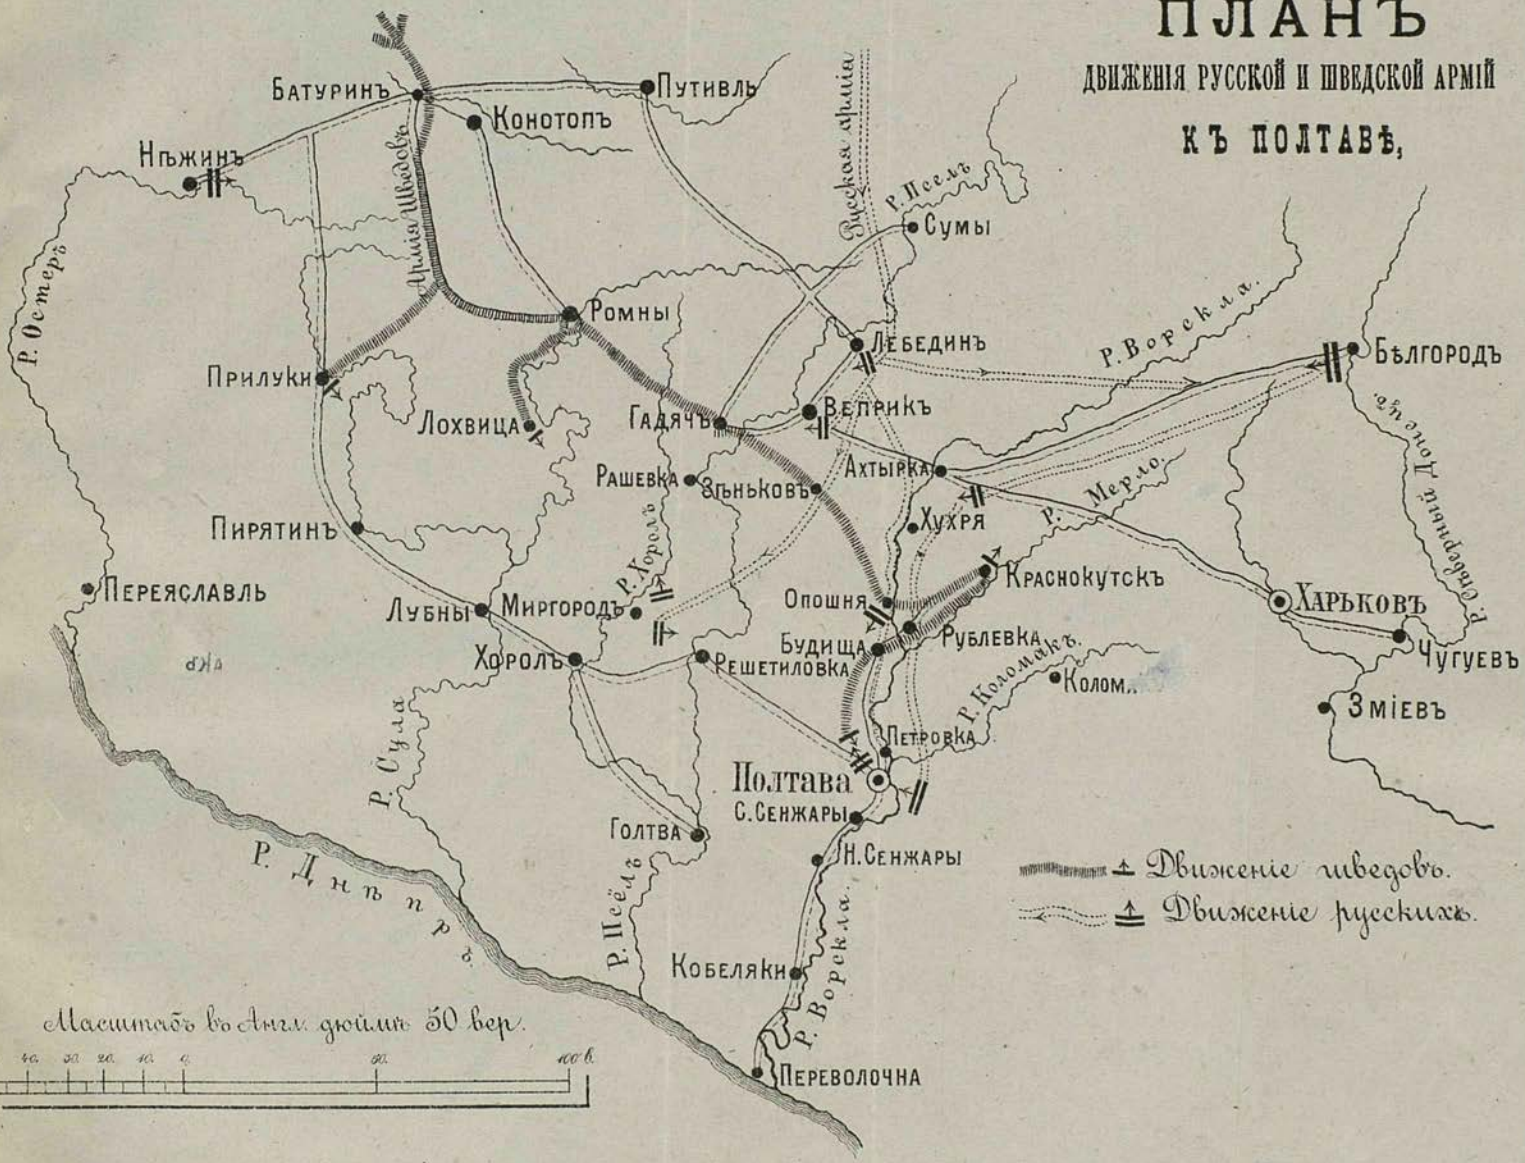 ПЛАНЪ
ДВИЖЕНІЯ РУССКОЙ И ШВЕДСКОЙ АРМІЙ
КЪ ПОЛТАВѢ,
БАТУРИНЪ
ПУТИВЛЬ
КОНОТОПЪ
НѢЖИНЪ
Армія Шведовъ
Русская армія
Р. Пселъ
СУМЫ
Р. Остеръ
РОМНЫ
ЛЕБЕДИНЪ
Р. Ворскла.
БѢЛГОРОДЪ
ПРИЛУКИ
ЛОХВИЦА
ГАДЯЧЪ
ВЕПРИКЪ
Р. Сѣверный Донецъ.
РАШЕВКА
ЗѢНЬКОВЪ
АХТЫРКА
Р. Мерло.
ПИРЯТИНЪ
Р. Хоролъ
ХУХРЯ
ПЕРЕЯСЛАВЛЬ
ЛУБНЫ
МИРГОРОДЪ
ОПОШНЯ
КРАСНОКУТСКЪ
ХАРЬКОВЪ
БУДИЩА
РУБЛЕВКА
ЧУГУЕВЪ
ХОРОЛЪ
РЕШЕТИЛОВКА
Р. Коломакъ.
КОЛОМ..
ЗМІЕВЪ
Р. Сула
ПЕТРОВКА
ПОЛТАВА
С. СЕНЖАРЫ
ГОЛТВА
Н. СЕНЖАРЫ
Р. Днѣпръ.
Р. Псёлъ
КОБЕЛЯКИ
Р. Ворскла.
ПЕРЕВОЛОЧНА
Движеніе шведовъ.
Движеніе русскихъ.
Масштабъ въ Англ. дюймѣ 50 вер.
40. 30. 20. 10. 0. 50. 100 в.